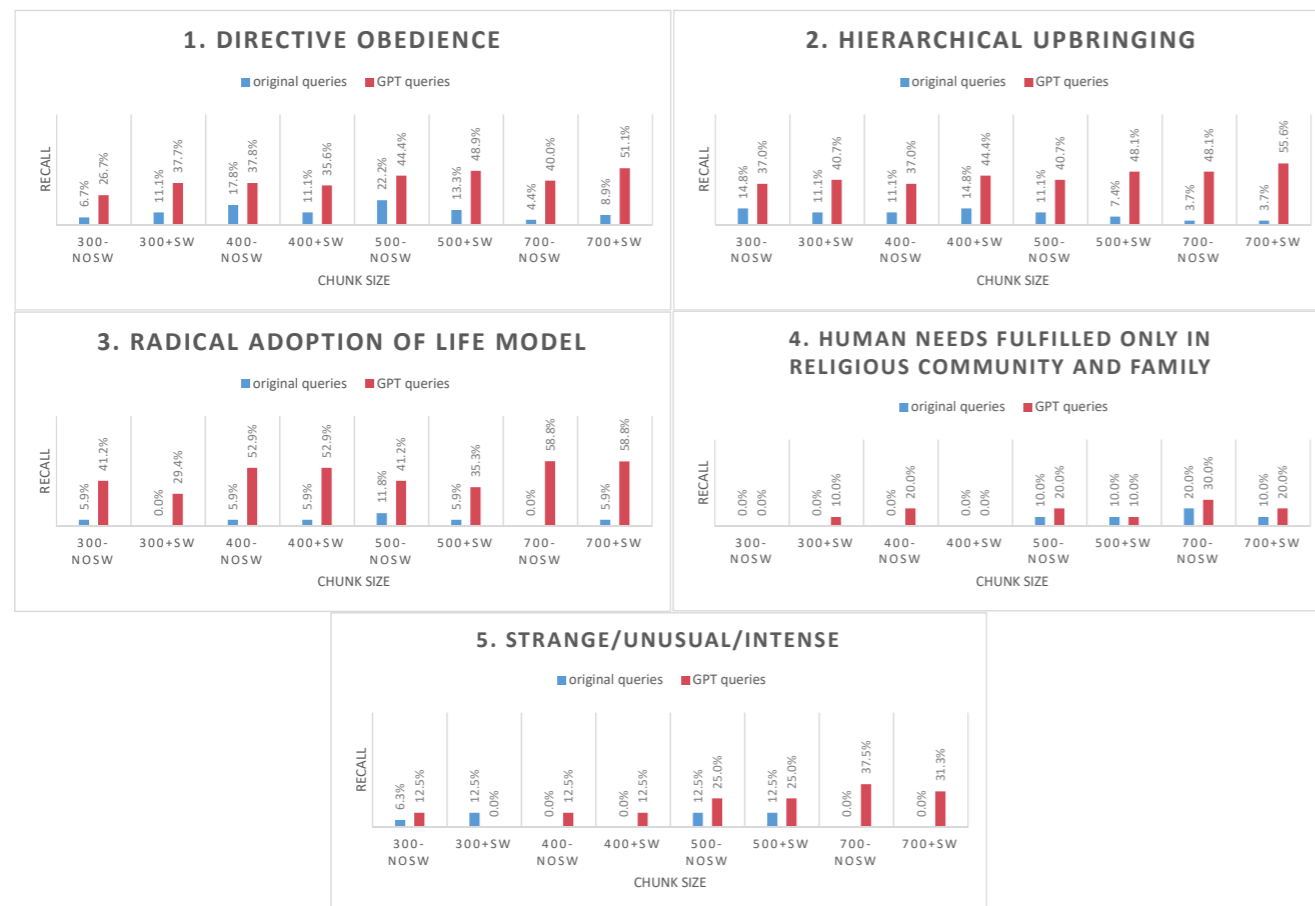 1. DIRECTIVE OBEDIENCE
original queries GPT queries
RECALL
6.7% 26.7% 11.1% 37.7% 17.8% 37.8% 11.1% 35.6% 22.2% 44.4% 13.3% 48.9% 4.4% 40.0% 8.9% 51.1%
300-NOSW 300+SW 400-NOSW 400+SW 500-NOSW 500+SW 700-NOSW 700+SW
CHUNK SIZE
2. HIERARCHICAL UPBRINGING
original queries GPT queries
RECALL
14.8% 37.0% 11.1% 40.7% 11.1% 37.0% 14.8% 44.4% 11.1% 40.7% 7.4% 48.1% 3.7% 48.1% 3.7% 55.6%
300-NOSW 300+SW 400-NOSW 400+SW 500-NOSW 500+SW 700-NOSW 700+SW
CHUNK SIZE
3. RADICAL ADOPTION OF LIFE MODEL
original queries GPT queries
RECALL
5.9% 41.2% 0.0% 29.4% 5.9% 52.9% 5.9% 52.9% 11.8% 41.2% 5.9% 35.3% 0.0% 58.8% 5.9% 58.8%
300-NOSW 300+SW 400-NOSW 400+SW 500-NOSW 500+SW 700-NOSW 700+SW
CHUNK SIZE
4. HUMAN NEEDS FULFILLED ONLY IN
RELIGIOUS COMMUNITY AND FAMILY
original queries GPT queries
RECALL
0.0% 0.0% 0.0% 10.0% 0.0% 20.0% 0.0% 0.0% 10.0% 20.0% 10.0% 10.0% 20.0% 30.0% 10.0% 20.0%
300-NOSW 300+SW 400-NOSW 400+SW 500-NOSW 500+SW 700-NOSW 700+SW
CHUNK SIZE
5. STRANGE/UNUSUAL/INTENSE
original queries GPT queries
RECALL
6.3% 12.5% 12.5% 0.0% 0.0% 12.5% 0.0% 12.5% 12.5% 25.0% 12.5% 25.0% 0.0% 37.5% 0.0% 31.3%
300-NOSW 300+SW 400-NOSW 400+SW 500-NOSW 500+SW 700-NOSW 700+SW
CHUNK SIZE